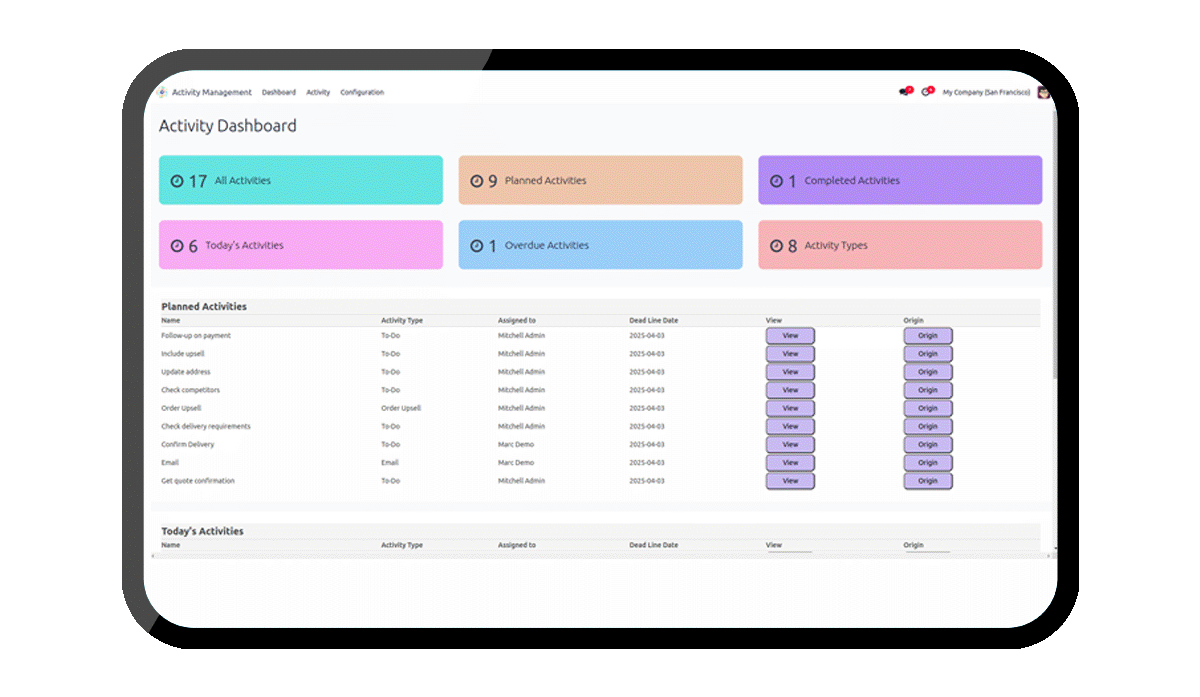 Activity Management Dashboard Activity Configuration My Company (San Francisco)
Activity Dashboard
17 All Activities 9 Planned Activities 1 Completed Activities
6 Today's Activities 1 Overdue Activities 8 Activity Types
Planned Activities
Name Activity Type Assigned to Dead Line Date View Origin
Follow-up on payment To-Do Mitchell Admin 2025-04-03 View Origin
Include upsell To-Do Mitchell Admin 2025-04-03 View Origin
Update address To-Do Mitchell Admin 2025-04-03 View Origin
Check competitors To-Do Mitchell Admin 2025-04-03 View Origin
Order Upsell Order Upsell Mitchell Admin 2025-04-03 View Origin
Check delivery requirements To-Do Mitchell Admin 2025-04-03 View Origin
Confirm Delivery To-Do Marc Demo 2025-04-03 View Origin
Email Email Marc Demo 2025-04-03 View Origin
Get quote confirmation To-Do Mitchell Admin 2025-04-03 View Origin
Today's Activities
Name Activity Type Assigned to Dead Line Date View Origin